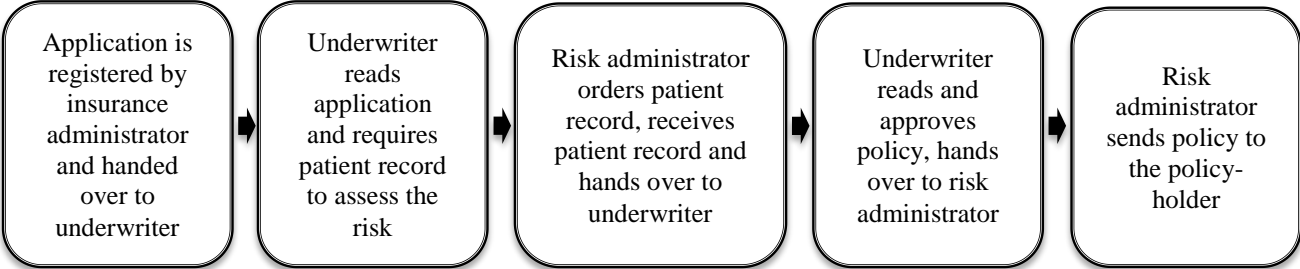 Application is
registered by
insurance
administrator
and handed
over to
underwriter
Underwriter
reads
application
and requires
patient record
to assess the
risk
Risk administrator
orders patient
record, receives
patient record and
hands over to
underwriter
Underwriter
reads and
approves
policy, hands
over to risk
administrator
Risk
administrator
sends policy to
the policy-
holder